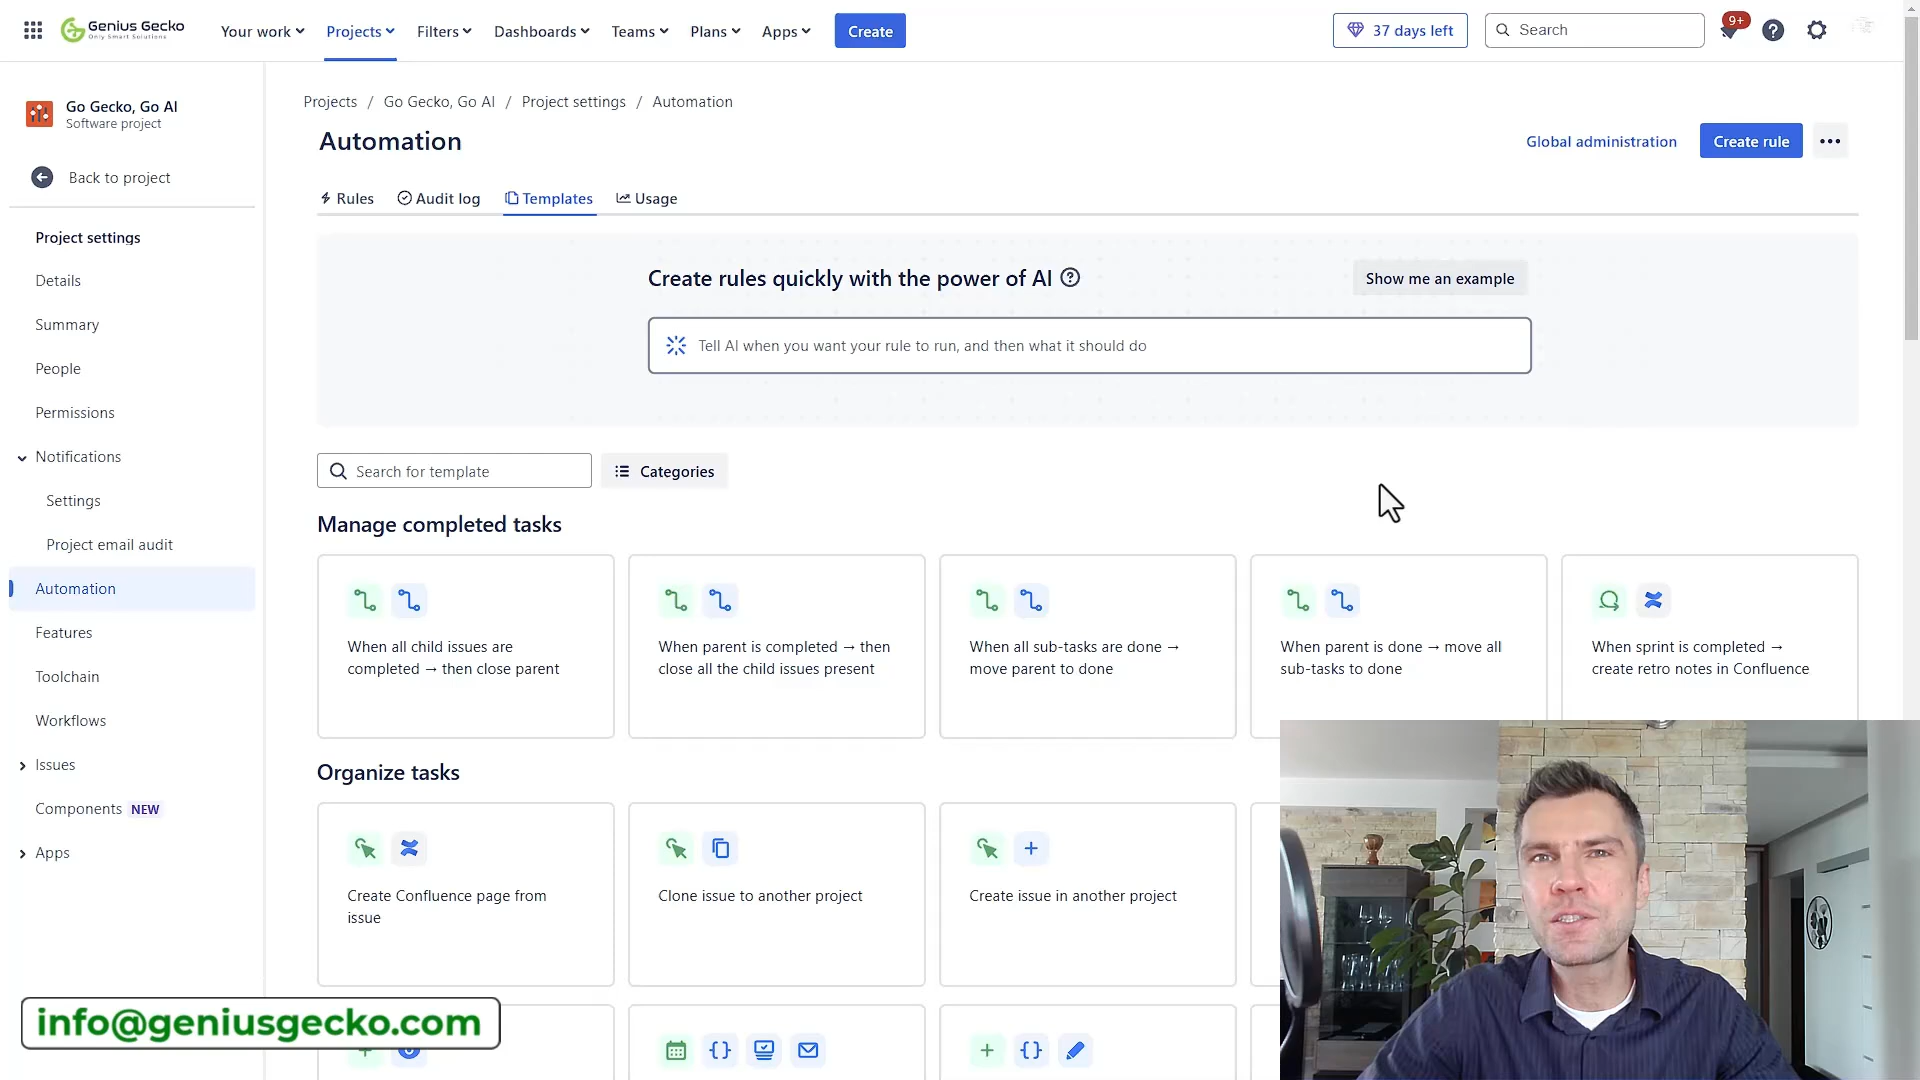 Genius Gecko
Only Smart Solutions
Your work
Projects
Filters
Dashboards
Teams
Plans
Apps
Create
37 days left
Search
9+
Go Gecko, Go AI
Software project
Back to project
Project settings
Details
Summary
People
Permissions
Notifications
Settings
Project email audit
Automation
Features
Toolchain
Workflows
Issues
Components NEW
Apps
Projects / Go Gecko, Go AI / Project settings / Automation
Automation
Global administration
Create rule
Rules
Audit log
Templates
Usage
Create rules quickly with the power of AI
Show me an example
Tell AI when you want your rule to run, and then what it should do
Search for template
Categories
Manage completed tasks
When all child issues are
completed → then close parent
When parent is completed → then
close all the child issues present
When all sub-tasks are done →
move parent to done
When parent is done → move all
sub-tasks to done
When sprint is completed →
create retro notes in Confluence
Organize tasks
Create Confluence page from
issue
Clone issue to another project
Create issue in another project
info@geniusgecko.com